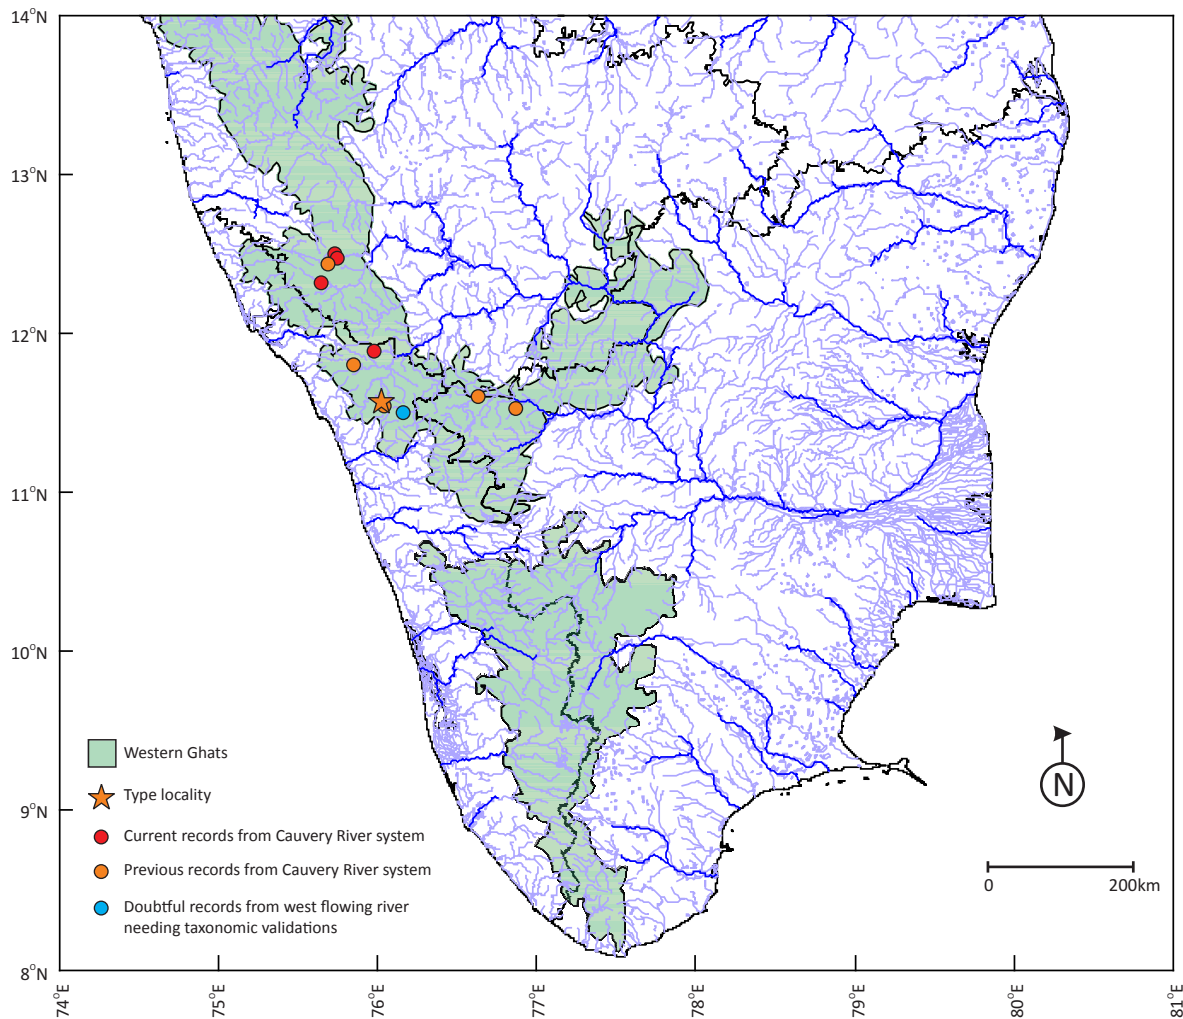 14°N
13°N
12°N
11°N
10°N
9°N
8°N
Western Ghats
Type locality
Current records from Cauvery River system
Previous records from Cauvery River system
Doubtful records from west flowing river
needing taxonomic validations
N
0 200km
74°E 75°E 76°E 77°E 78°E 79°E 80°E 81°E